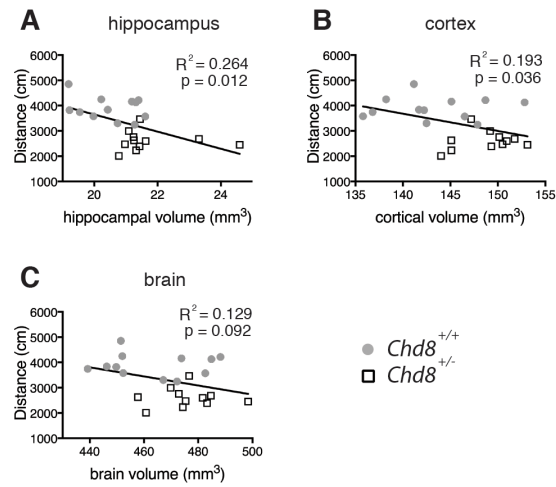 A
hippocampus
R² = 0.264
p = 0.012
Distance (cm)
6000
5000
4000
3000
2000
1000
20
22
24
hippocampal volume (mm³)
B
cortex
R² = 0.193
p = 0.036
Distance (cm)
6000
5000
4000
3000
2000
1000
135
140
145
150
155
cortical volume (mm³)
C
brain
R² = 0.129
p = 0.092
Distance (cm)
6000
5000
4000
3000
2000
1000
440
460
480
500
brain volume (mm³)
Chd8⁺/⁺
Chd8⁺/⁻